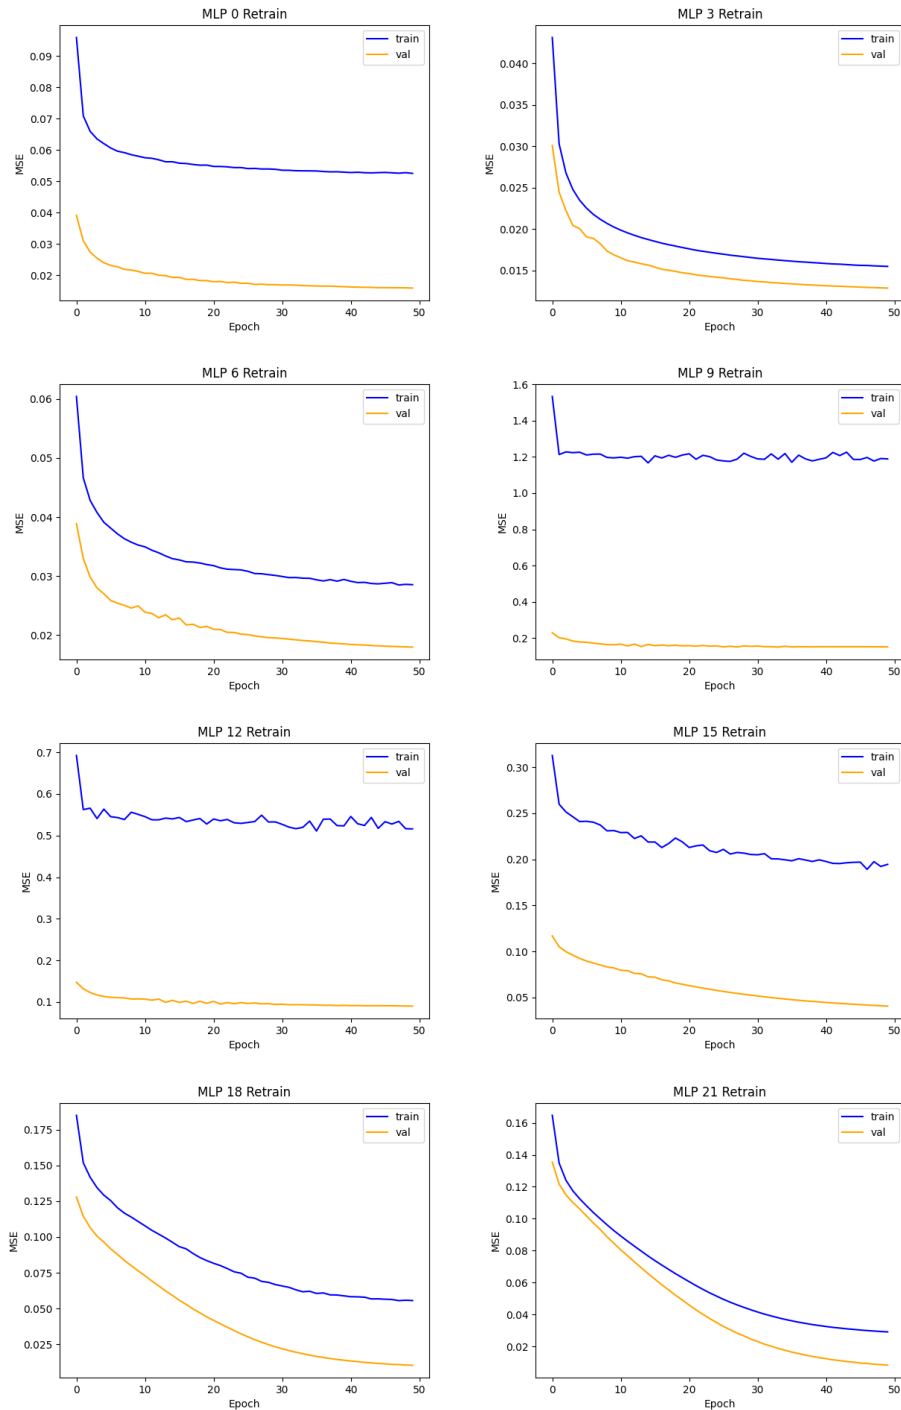 MLP 0 Retrain
0.09
0.08
0.07
0.06
0.05
0.04
0.03
0.02
MSE
0
10
20
30
40
50
Epoch
train
val
MLP 3 Retrain
0.040
0.035
0.030
0.025
0.020
0.015
MSE
0
10
20
30
40
50
Epoch
train
val
MLP 6 Retrain
0.06
0.05
0.04
0.03
0.02
MSE
0
10
20
30
40
50
Epoch
train
val
MLP 9 Retrain
1.6
1.4
1.2
1.0
0.8
0.6
0.4
0.2
MSE
0
10
20
30
40
50
Epoch
train
val
MLP 12 Retrain
0.7
0.6
0.5
0.4
0.3
0.2
0.1
MSE
0
10
20
30
40
50
Epoch
train
val
MLP 15 Retrain
0.30
0.25
0.20
0.15
0.10
0.05
MSE
0
10
20
30
40
50
Epoch
train
val
MLP 18 Retrain
0.175
0.150
0.125
0.100
0.075
0.050
0.025
MSE
0
10
20
30
40
50
Epoch
train
val
MLP 21 Retrain
0.16
0.14
0.12
0.10
0.08
0.06
0.04
0.02
MSE
0
10
20
30
40
50
Epoch
train
val